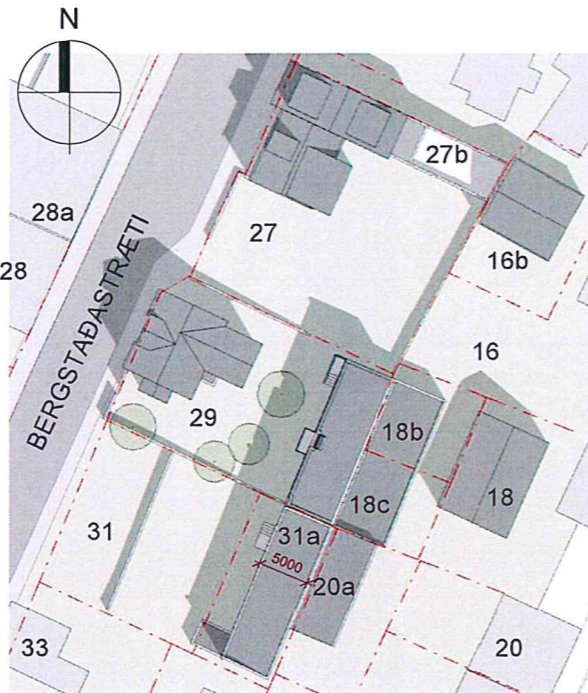 N
27b
28a
27
16b
28
BERGSTAÐASTRÆTI
16
29
18b
18
18c
31
31a
5000
20a
33
20